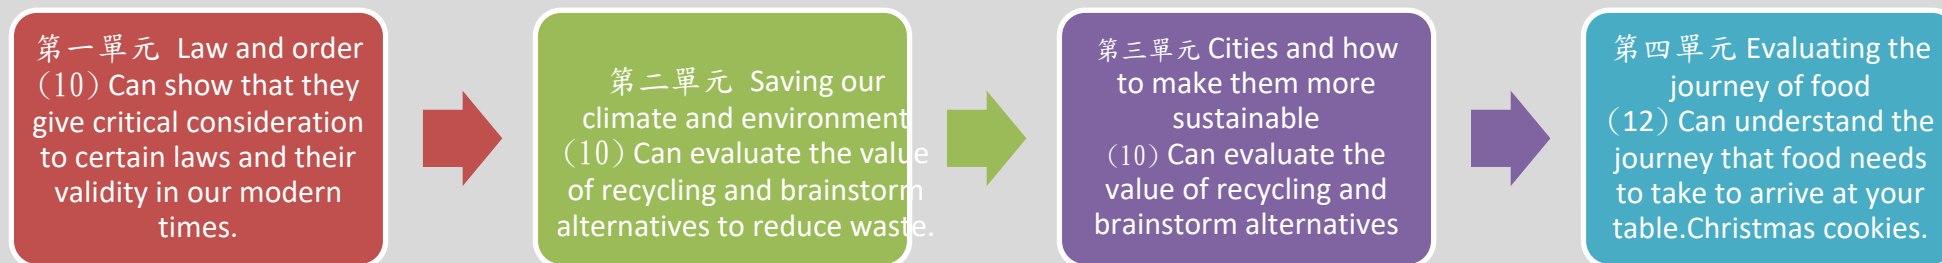 第一單元 Law and order
(10) Can show that they
give critical consideration
to certain laws and their
validity in our modern
times.
第二單元 Saving our
climate and environment
(10) Can evaluate the value
of recycling and brainstorm
alternatives to reduce waste.
第三單元 Cities and how
to make them more
sustainable
(10) Can evaluate the
value of recycling and
brainstorm alternatives
第四單元 Evaluating the
journey of food
(12) Can understand the
journey that food needs
to take to arrive at your
table.Christmas cookies.